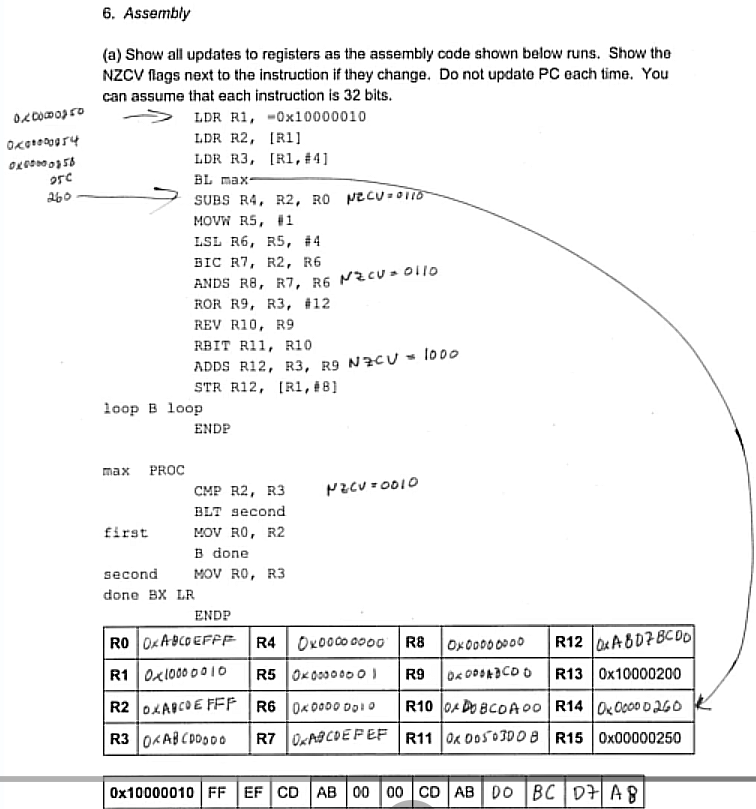 6. Assembly
(a) Show all updates to registers as the assembly code shown below runs. Show the
NZCV flags next to the instruction if they change. Do not update PC each time. You
can assume that each instruction is 32 bits.
0x00000250 LDR R1, =0x10000010
0x00000254 LDR R2, [R1]
0x00000258 LDR R3, [R1,#4]
25C BL max
260 SUBS R4, R2, R0 NZCV=0110
MOVW R5, #1
LSL R6, R5, #4
BIC R7, R2, R6
ANDS R8, R7, R6 NZCV=0110
ROR R9, R3, #12
REV R10, R9
RBIT R11, R10
ADDS R12, R3, R9 NZCV = 1000
STR R12, [R1,#8]
loop B loop
ENDP
max PROC
CMP R2, R3 NZCV=0010
BLT second
first MOV R0, R2
B done
second MOV R0, R3
done BX LR
ENDP
R0 0xABCDEFFF R4 0x00000000 R8 0x00000000 R12 0xABD7BCD0
R1 0x10000010 R5 0x00000001 R9 0x000ABCD0 R13 0x10000200
R2 0xABCDEFFF R6 0x00000010 R10 0xD0BC0A00 R14 0x00000260
R3 0xABCD0000 R7 0xABCDEFEF R11 0x00503D0B R15 0x00000250
0x10000010 FF EF CD AB 00 00 CD AB D0 BC D7 AB